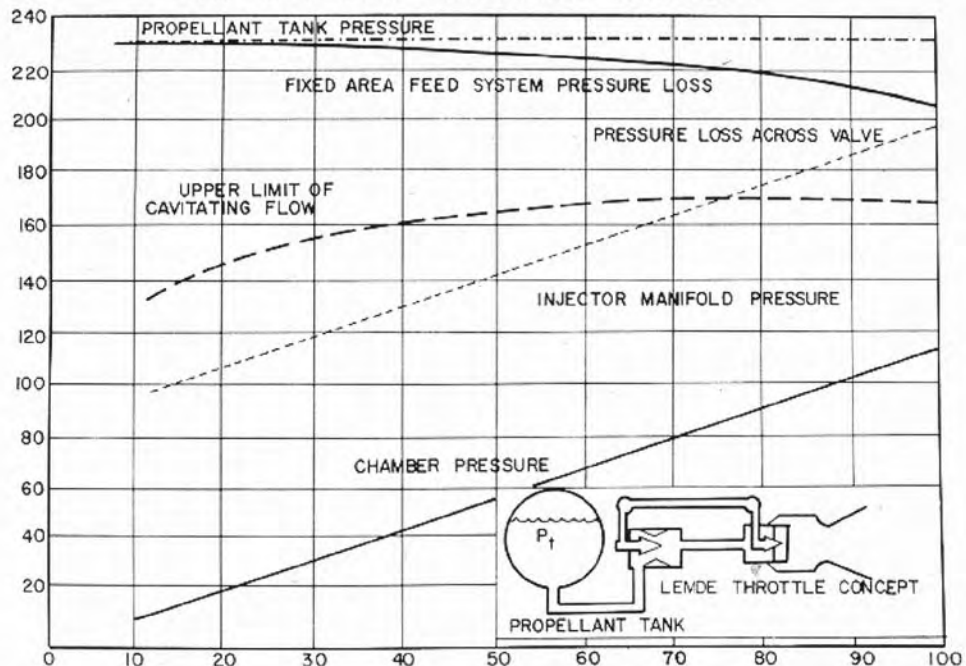 240
PROPELLANT TANK PRESSURE
220
FIXED AREA FEED SYSTEM PRESSURE LOSS
200
PRESSURE LOSS ACROSS VALVE
180
UPPER LIMIT OF
CAVITATING FLOW
160
140
INJECTOR MANIFOLD PRESSURE
120
100
80
CHAMBER PRESSURE
60
40
Pt
20
LEMDE THROTTLE CONCEPT
PROPELLANT TANK
0 10 20 30 40 50 60 70 80 90 100